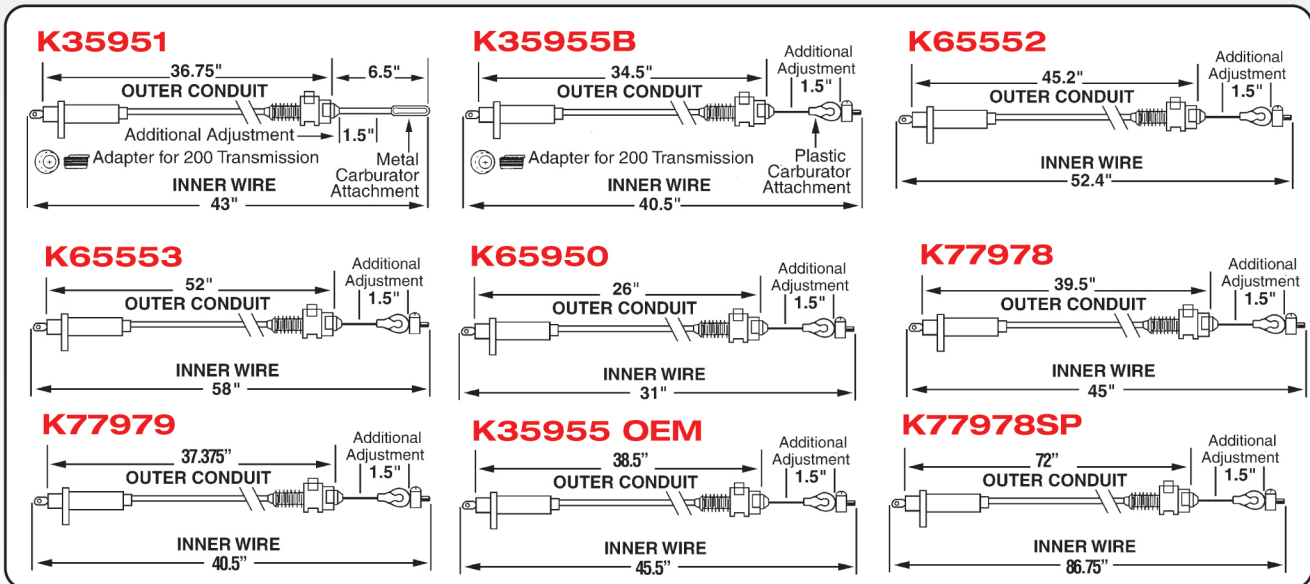 K35951
36.75"
6.5"
OUTER CONDUIT
Additional Adjustment
1.5"
Adapter for 200 Transmission
Metal
Carburator
Attachment
INNER WIRE
43"
K35955B
34.5"
Additional
Adjustment
1.5"
OUTER CONDUIT
Adapter for 200 Transmission
Plastic
Carburator
Attachment
INNER WIRE
40.5"
K65552
45.2"
Additional
Adjustment
1.5"
OUTER CONDUIT
INNER WIRE
52.4"
K65553
52"
Additional
Adjustment
1.5"
OUTER CONDUIT
INNER WIRE
58"
K65950
26"
Additional
Adjustment
1.5"
OUTER CONDUIT
INNER WIRE
31"
K77978
39.5"
Additional
Adjustment
1.5"
OUTER CONDUIT
INNER WIRE
45"
K77979
37.375”
Additional
Adjustment
1.5"
OUTER CONDUIT
INNER WIRE
40.5”
K35955 OEM
38.5”
Additional
Adjustment
1.5"
OUTER CONDUIT
INNER WIRE
45.5”
K77978SP
72”
Additional
Adjustment
1.5"
OUTER CONDUIT
INNER WIRE
86.75”